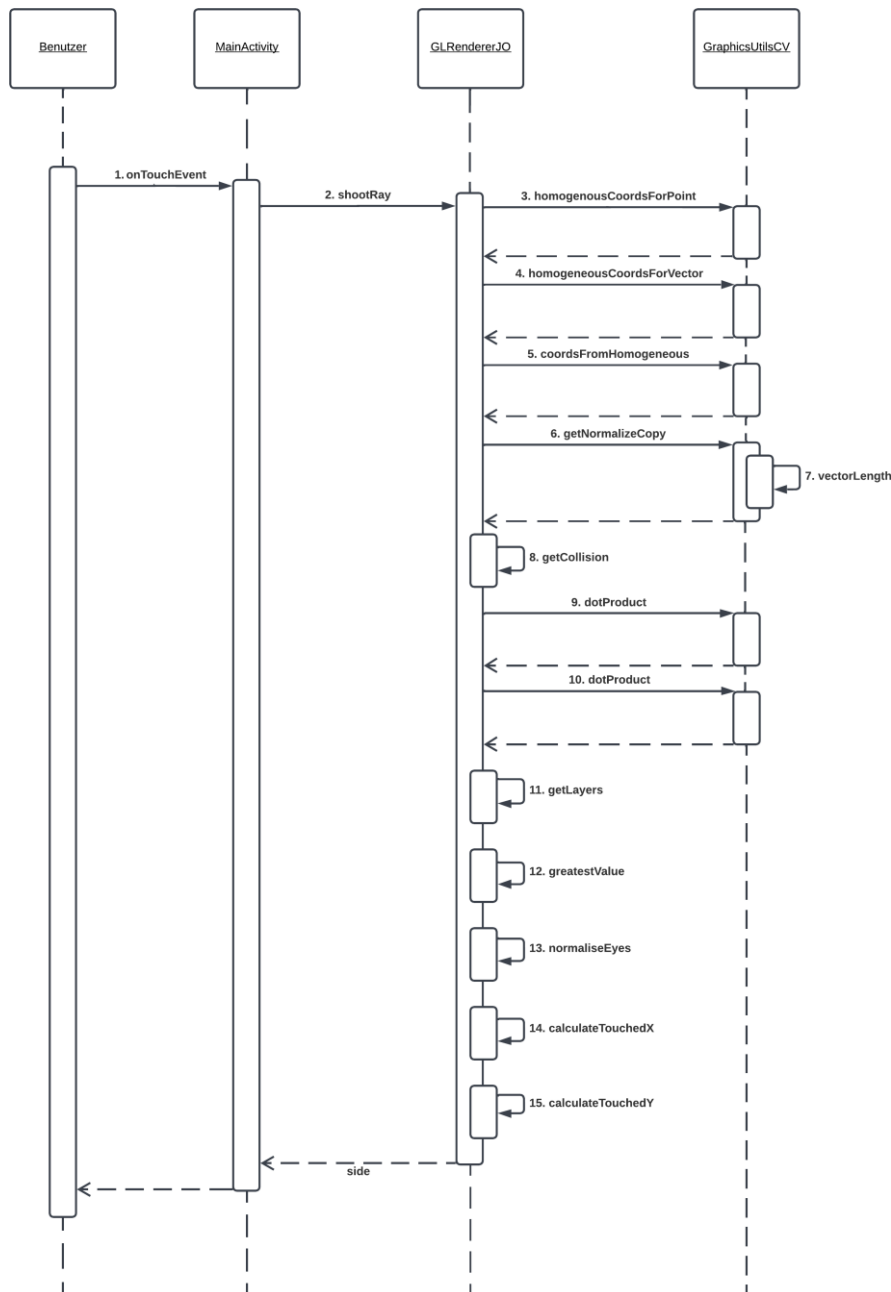 Benutzer
MainActivity
GLRendererJO
GraphicsUtilsCV
1. onTouchEvent
2. shootRay
3. homogenousCoordsForPoint
4. homogeneousCoordsForVector
5. coordsFromHomogeneous
6. getNormalizeCopy
7. vectorLength
8. getCollision
9. dotProduct
10. dotProduct
11. getLayers
12. greatestValue
13. normaliseEyes
14. calculateTouchedX
15. calculateTouchedY
side